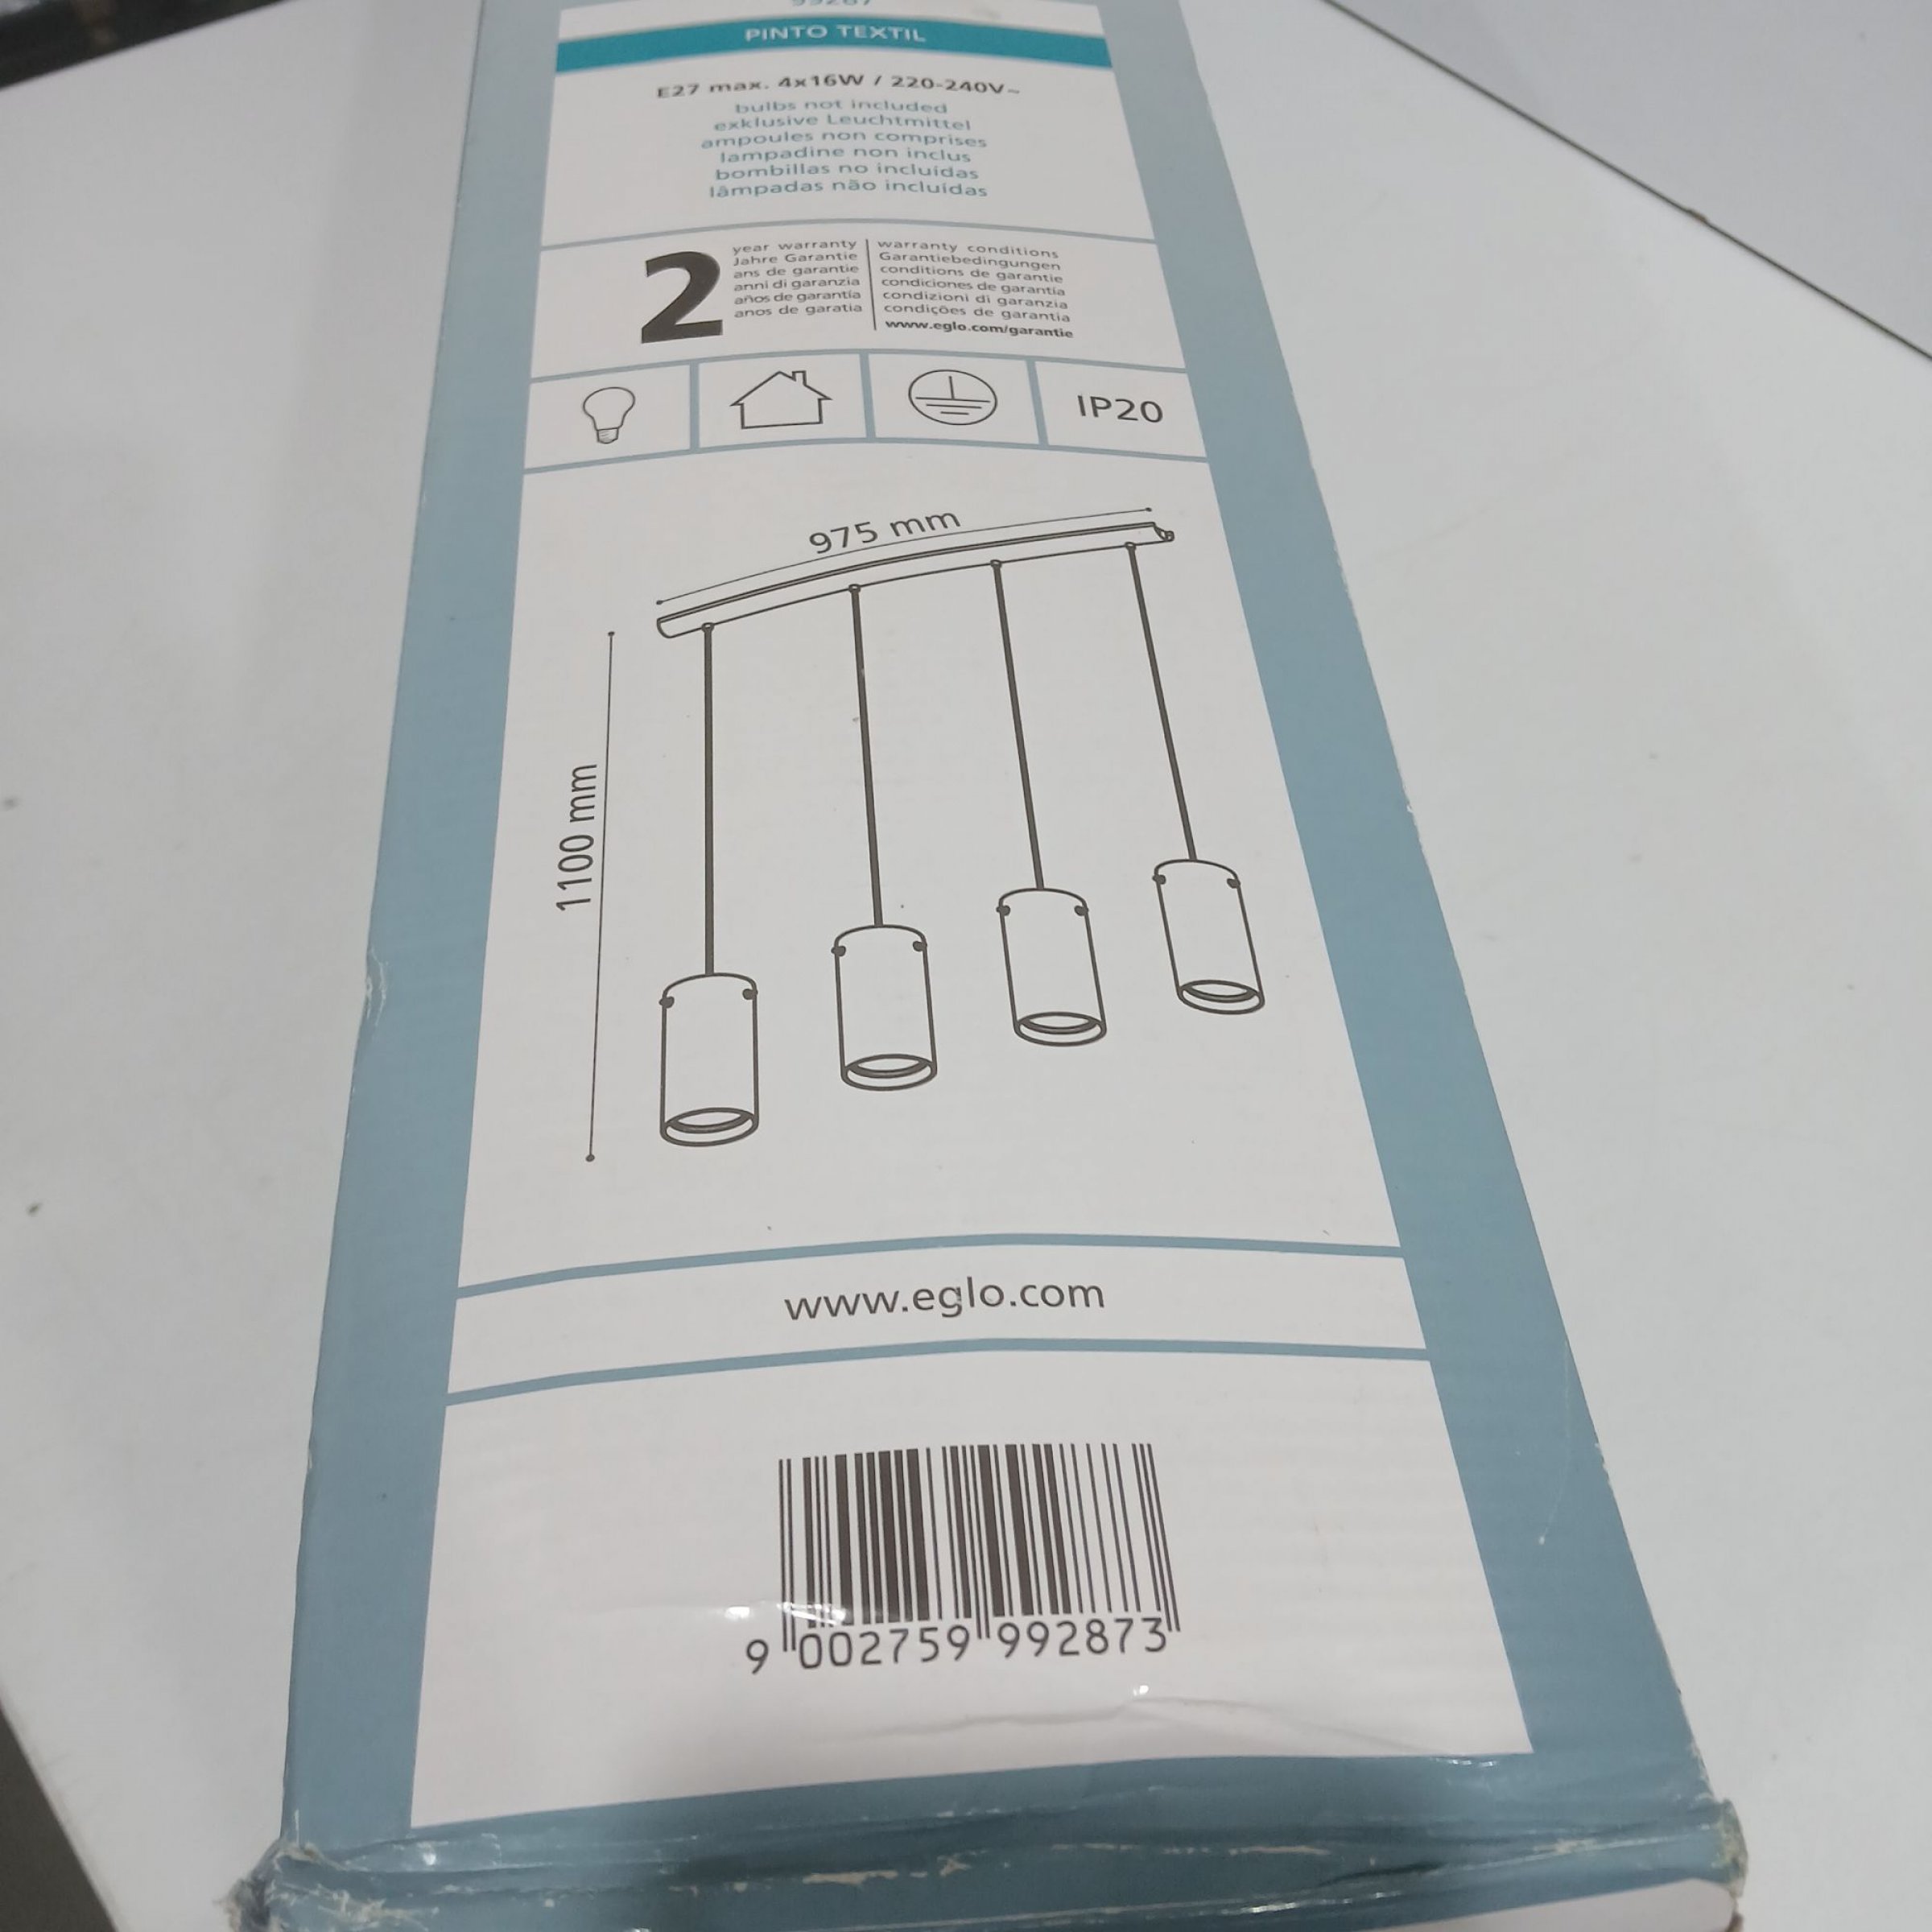 99287
PINTO TEXTIL
E27 max. 4x16W / 220-240V~
bulbs not included
exklusive Leuchtmittel
ampoules non comprises
lampadine non inclus
bombillas no incluidas
lâmpadas não incluídas
2
year warranty
Jahre Garantie
ans de garantie
anni di garanzia
años de garantía
anos de garatia
warranty conditions
Garantiebedingungen
conditions de garantie
condiciones de garantía
condizioni di garanzia
condições de garantia
www.eglo.com/garantie
IP20
975 mm
1100 mm
www.eglo.com
9 002759 992873